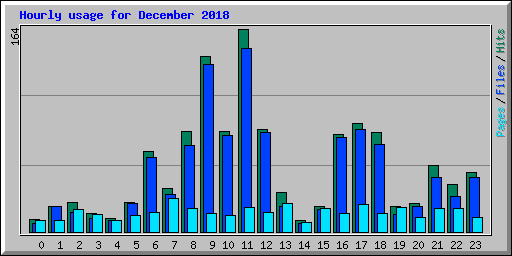 Hourly usage for December 2018
164
Pages / Files / Hits
0 1 2 3 4 5 6 7 8 9 10 11 12 13 14 15 16 17 18 19 20 21 22 23